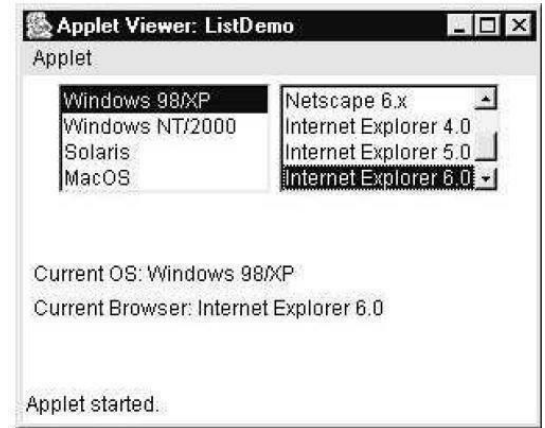 Applet Viewer: ListDemo
Applet
Windows 98/XP
Windows NT/2000
Solaris
MacOS
Netscape 6.x
Internet Explorer 4.0
Internet Explorer 5.0
Internet Explorer 6.0
Current OS: Windows 98/XP
Current Browser: Internet Explorer 6.0
Applet started.